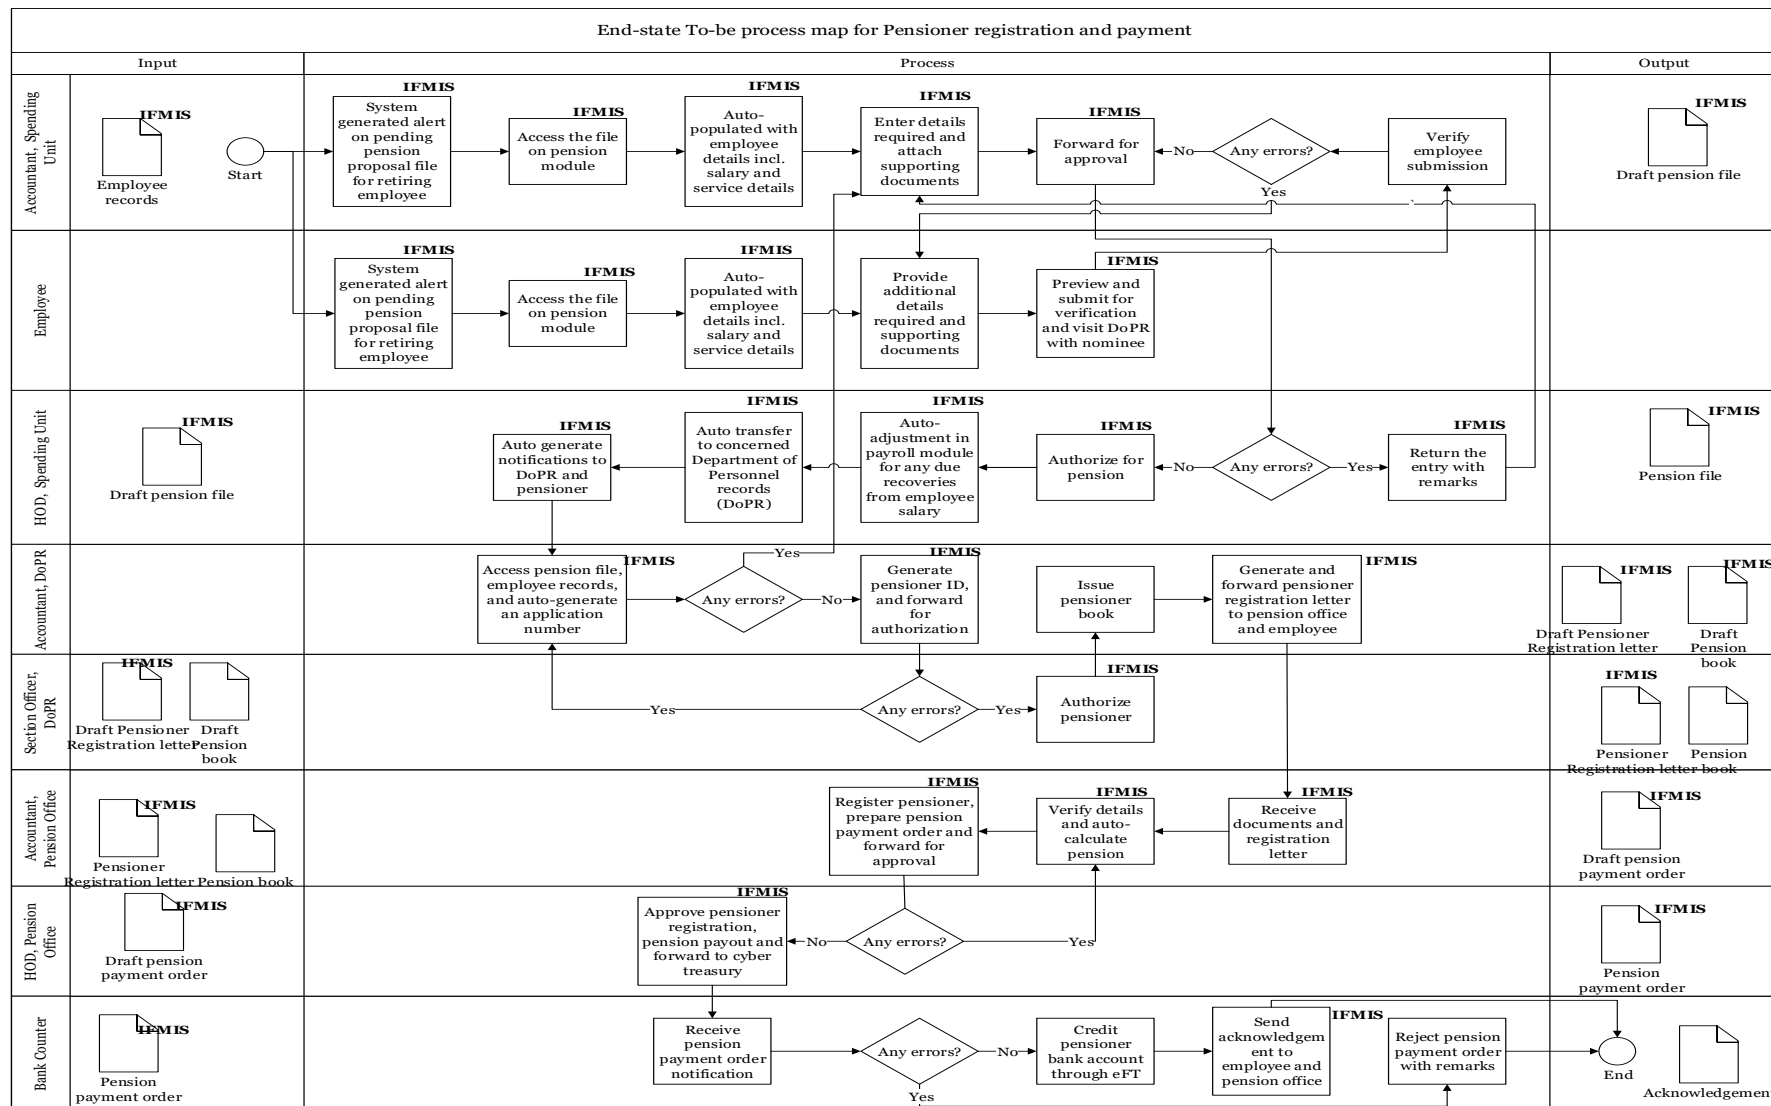 End-state To-be process map for Pensioner registration and payment
Input
Process
Output
Accountant, Spending
Unit
IFMIS
Employee
records
Start
IFMIS
System
generated alert
on pending
pension
proposal file
for retiring
employee
IFMIS
Access the file
on pension
module
IFMIS
Auto-
populated with
employee
details incl.
salary and
service details
IFMIS
Enter details
required and
attach
supporting
documents
IFMIS
Forward for
approval
No
Any errors?
Yes
IFMIS
Verify
employee
submission
IFMIS
Draft pension file
Employee
IFMIS
System
generated alert
on pending
pension
proposal file
for retiring
employee
IFMIS
Access the file
on pension
module
IFMIS
Auto-
populated with
employee
details incl.
salary and
service details
IFMIS
Provide
additional
details
required and
supporting
documents
IFMIS
Preview and
submit for
verification
and visit DoPR
with nominee
HOD, Spending Unit
IFMIS
Draft pension file
IFMIS
Auto generate
notifications to
DoPR and
pensioner
IFMIS
Auto transfer
to concerned
Department of
Personnel
records
(DoPR)
IFMIS
Auto-
adjustment in
payroll module
for any due
recoveries
from employee
salary
IFMIS
Authorize for
pension
No
Any errors?
Yes
IFMIS
Return the
entry with
remarks
IFMIS
Pension file
Accountant, DoPR
IFMIS
Access pension file,
employee records,
and auto-generate
an application
number
Yes
Any errors?
No
IFMIS
Generate
pensioner ID,
and forward
for
authorization
Issue
pensioner
book
IFMIS
Generate and
forward pensioner
registration letter
to pension office
and employee
IFMIS
Draft Pensioner
Registration letter
IFMIS
Draft
Pension
book
Section Officer,
DoPR
IFMIS
Draft Pensioner
Registration letter
Draft
Pension
book
Yes
Any errors?
Yes
IFMIS
Authorize
pensioner
IFMIS
Pensioner
Registration letter
Pension
book
Accountant,
Pension Office
IFMIS
Pensioner
Registration letter
Pension book
IFMIS
Register pensioner,
prepare pension
payment order and
forward for
approval
IFMIS
Verify details
and auto-
calculate
pension
IFMIS
Receive
documents and
registration
letter
IFMIS
Draft pension
payment order
HOD, Pension
Office
IFMIS
Draft pension
payment order
IFMIS
Approve pensioner
registration,
pension payout and
forward to cyber
treasury
No
Any errors?
Yes
IFMIS
Pension
payment order
Bank Counter
IFMIS
Pension
payment order
Receive
pension
payment order
notification
Any errors?
No
Yes
Credit
pensioner
bank account
through eFT
IFMIS
Send
acknowledgem
ent to
employee and
pension office
Reject pension
payment order
with remarks
End
Acknowledgement